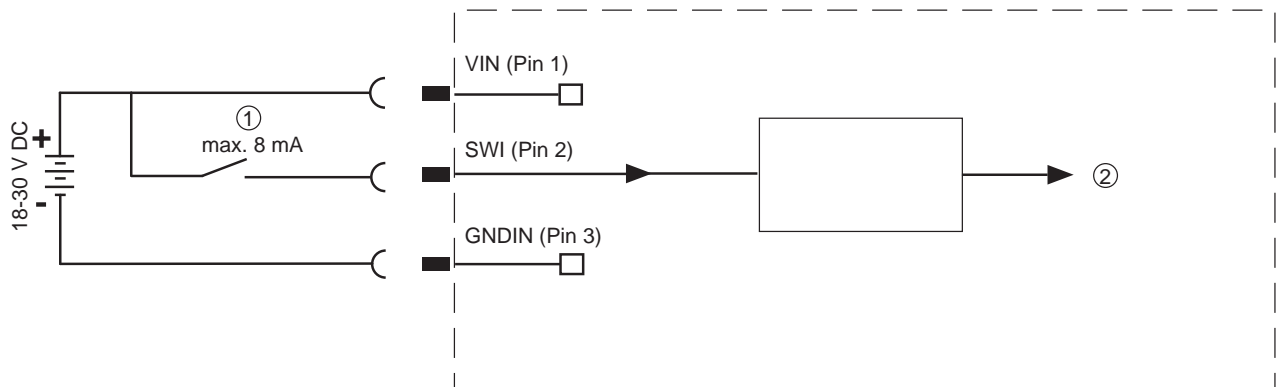 VIN (Pin 1)
①
max. 8 mA
+
18-30 V DC
-
SWI (Pin 2)
②
GNDIN (Pin 3)